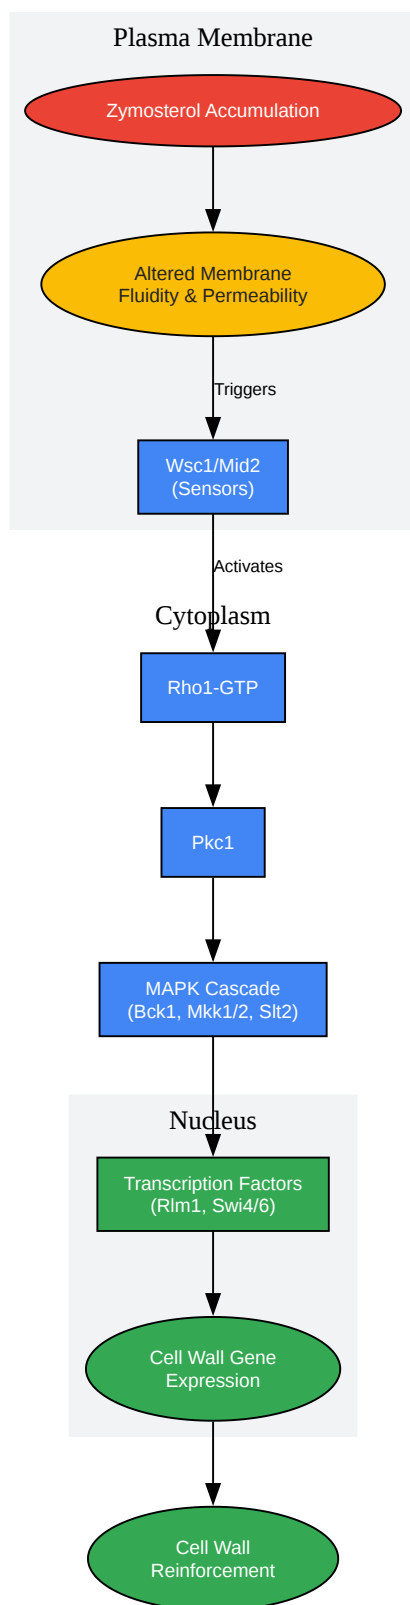 Plasma Membrane
Zymosterol Accumulation
Altered Membrane
Fluidity & Permeability
Triggers
Wsc1/Mid2
(Sensors)
Activates
Cytoplasm
Rho1-GTP
Pkc1
MAPK Cascade
(Bck1, Mkk1/2, Slt2)
Nucleus
Transcription Factors
(Rlm1, Swi4/6)
Cell Wall Gene
Expression
Cell Wall
Reinforcement